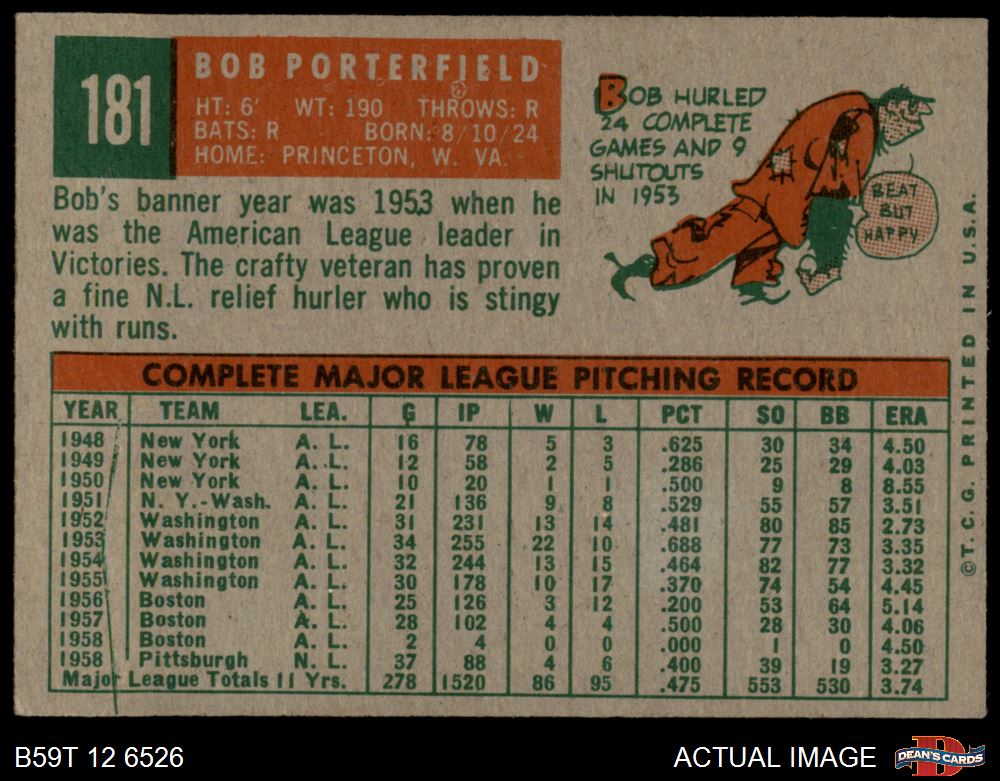 181
BOB PORTERFIELD
HT: 6' WT: 190 THROWS: R
BATS: R BORN: 8/10/24
HOME: PRINCETON, W. VA.
BOB HURLED
24 COMPLETE
GAMES AND 9
SHUTOUTS
IN 1953
BEAT
BUT
HAPPY
Bob's banner year was 1953 when he
was the American League leader in
Victories. The crafty veteran has proven
a fine N.L. relief hurler who is stingy
with runs.
COMPLETE MAJOR LEAGUE PITCHING RECORD
YEAR TEAM LEA. G IP W L PCT SO BB ERA
1948 New York A. L. 16 78 5 3 .625 30 34 4.50
1949 New York A. L. 12 58 2 5 .286 25 29 4.03
1950 New York A. L. 10 20 1 1 .500 9 8 8.55
1951 N. Y.-Wash. A. L. 21 136 9 8 .529 55 57 3.51
1952 Washington A. L. 31 231 13 14 .481 80 85 2.73
1953 Washington A. L. 34 255 22 10 .688 77 73 3.35
1954 Washington A. L. 32 244 13 15 .464 82 77 3.32
1955 Washington A. L. 30 178 10 17 .370 74 54 4.45
1956 Boston A. L. 25 126 3 12 .200 53 64 5.14
1957 Boston A. L. 28 102 4 4 .500 28 30 4.06
1958 Boston A. L. 2 4 0 0 .000 1 0 4.50
1958 Pittsburgh N. L. 37 88 4 6 .400 39 19 3.27
Major League Totals 11 Yrs. 278 1520 86 95 .475 553 530 3.74
©T. C. G. PRINTED IN U.S.A.
B59T 12 6526
ACTUAL IMAGE
D
DEAN'S CARDS